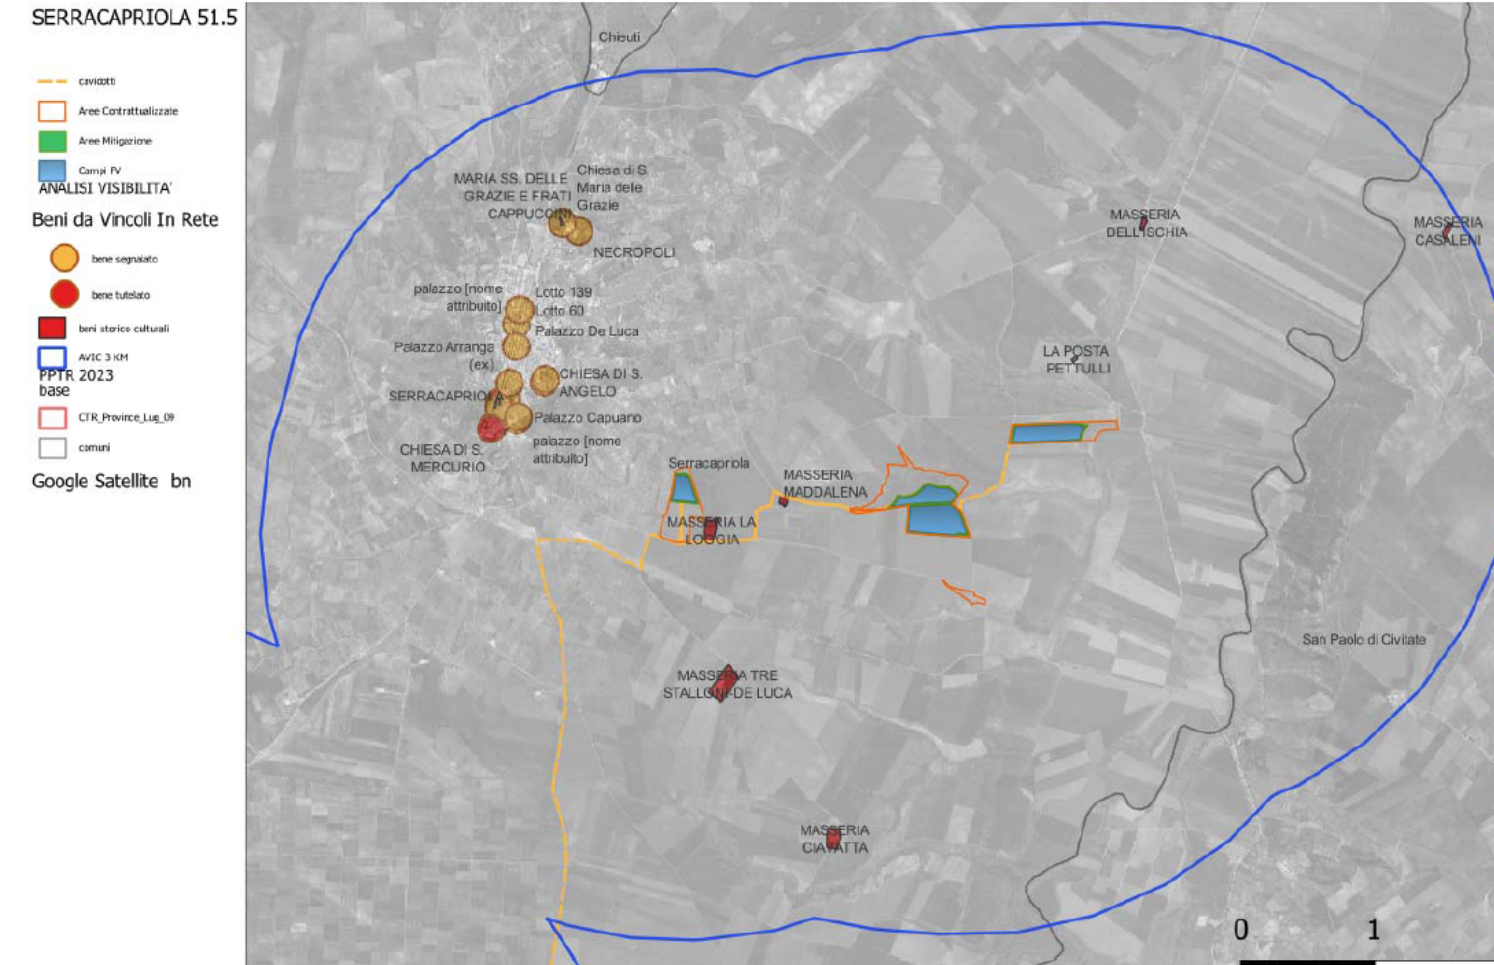 SERRACAPRIOLA 51.5
cavidotti
Aree Contrattualizzate
Aree Mitigazione
Campi FV
ANALISI VISIBILITA'
Beni da Vincoli In Rete
bene segnalato
bene tutelato
beni storico culturali
AVIC 3 KM
PPTR 2023
base
CTR_Province_Lug_09
comuni
Google Satellite bn
Chieuti
MARIA SS. DELLE
GRAZIE E FRATI
CAPPUCCINI
Chiesa di S.
Maria delle
Grazie
NECROPOLI
palazzo [nome
attribuito]
Lotto 139
Lotto 60
Palazzo De Luca
Palazzo Arranga
(ex)
CHIESA DI S.
ANGELO
SERRACAPRIOLA
Palazzo Capuano
palazzo [nome
attribuito]
CHIESA DI S.
MERCURIO
Serracapriola
MASSERIA
MADDALENA
MASSERIA LA
LOGGIA
MASSERIA
DELL'ISCHIA
MASSERIA
CASALENI
LA POSTA
PETTULLI
San Paolo di Civitate
MASSERIA TRE
STALLONI-DE LUCA
MASSERIA
CIAVATTA
0 1